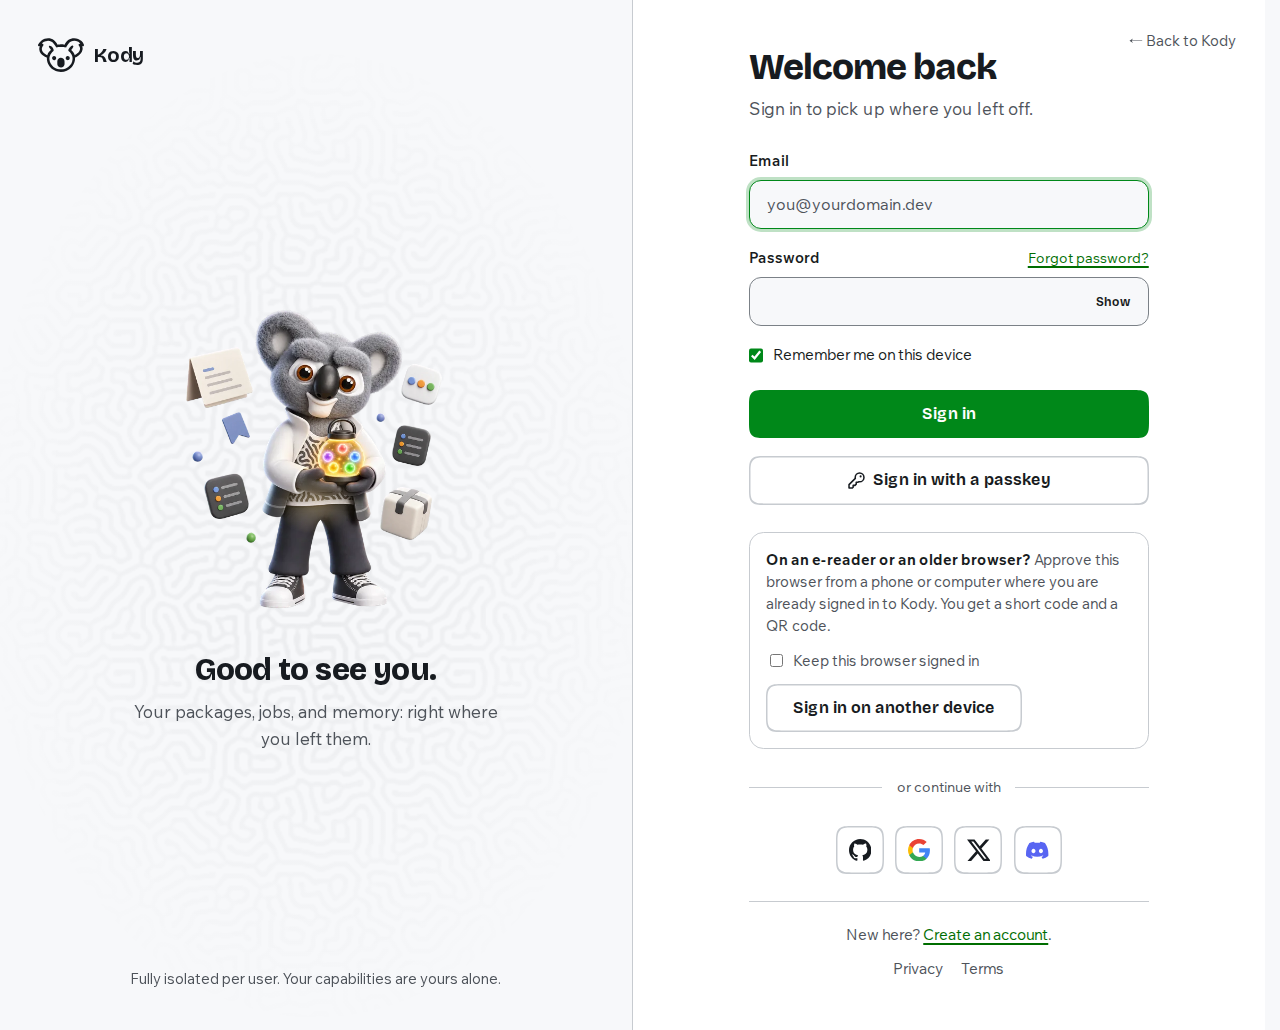 Kody
← Back to Kody
Welcome back
Sign in to pick up where you left off.
Email
you@yourdomain.dev
Password
Forgot password?
Show
Remember me on this device
Sign in
Sign in with a passkey
On an e-reader or an older browser? Approve this
browser from a phone or computer where you are
already signed in to Kody. You get a short code and a
QR code.
Keep this browser signed in
Sign in on another device
or continue with
New here? Create an account.
Privacy Terms
Good to see you.
Your packages, jobs, and memory: right where
you left them.
Fully isolated per user. Your capabilities are yours alone.